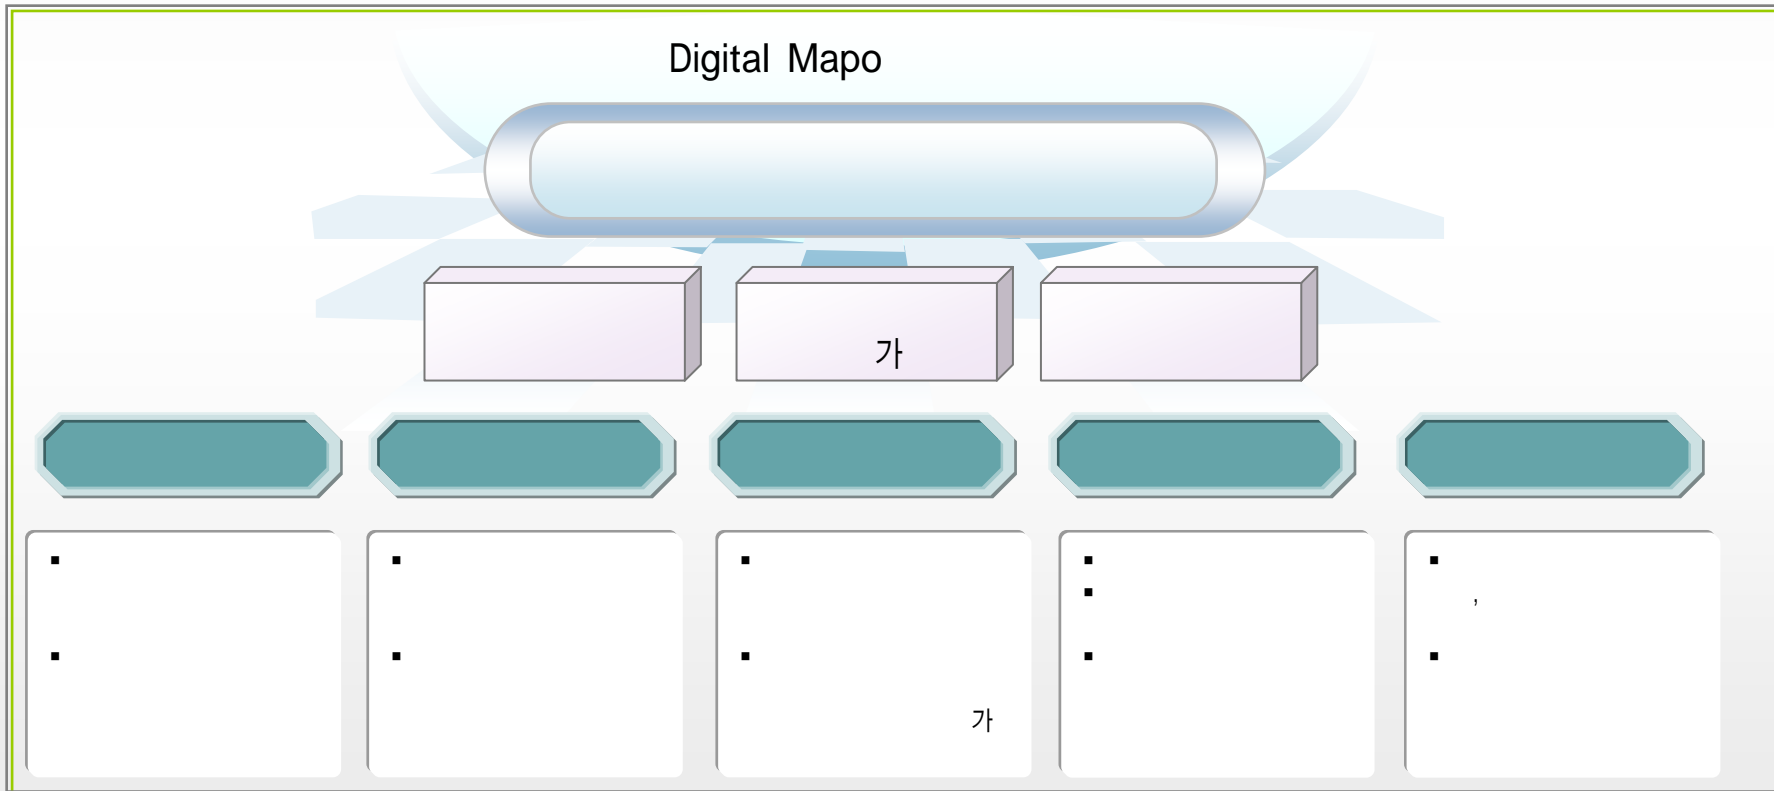 Digital Mapo
가
▪ ▪ ▪ ▪ ▪
▪
,
▪ ▪ ▪ ▪ ▪
가